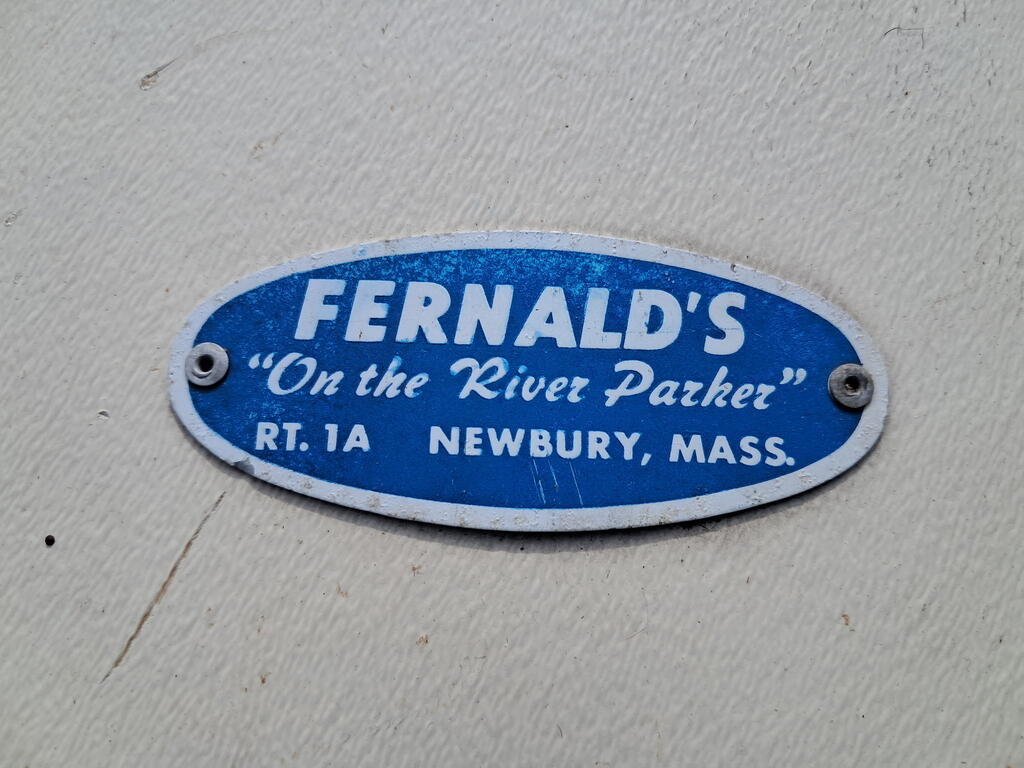 FERNALD'S
"On the River Parker"
RT. 1A NEWBURY, MASS.